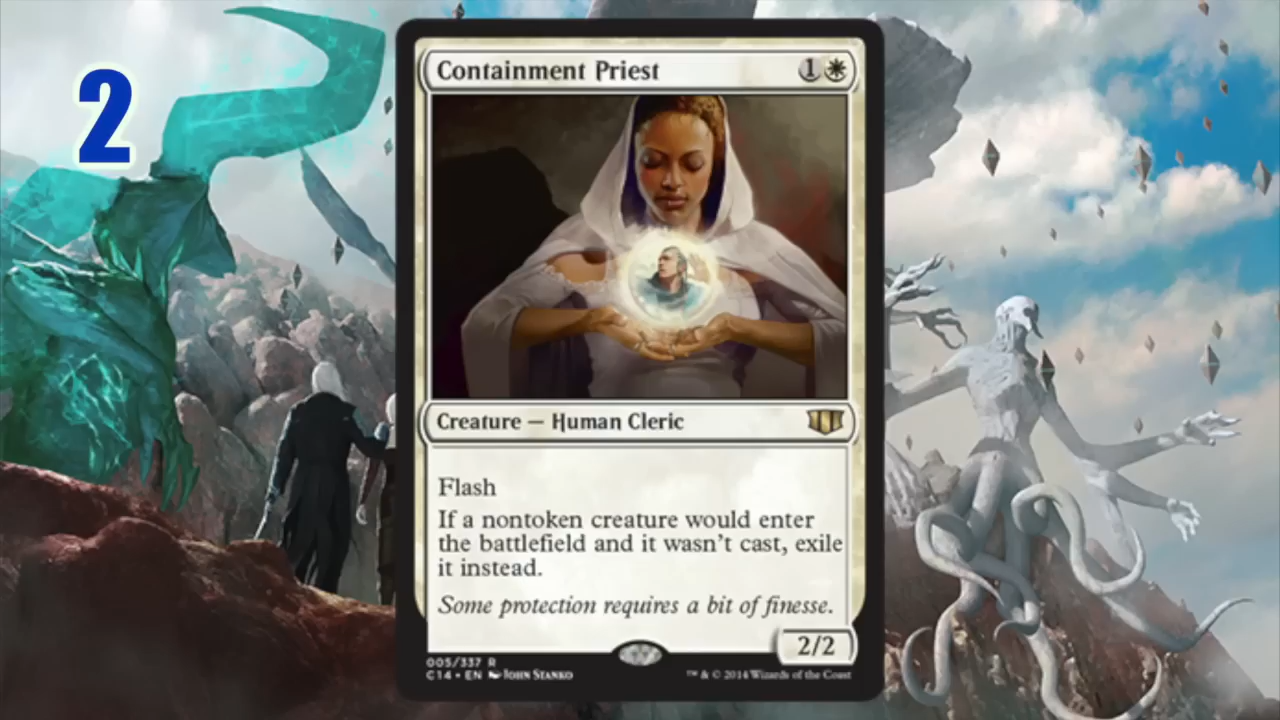 2
Containment Priest 1
Creature — Human Cleric
Flash
If a nontoken creature would enter
the battlefield and it wasn't cast, exile
it instead.
Some protection requires a bit of finesse.
2/2
005/337 R
C14 • EN John Stanko
™ & © 2014 Wizards of the Coast